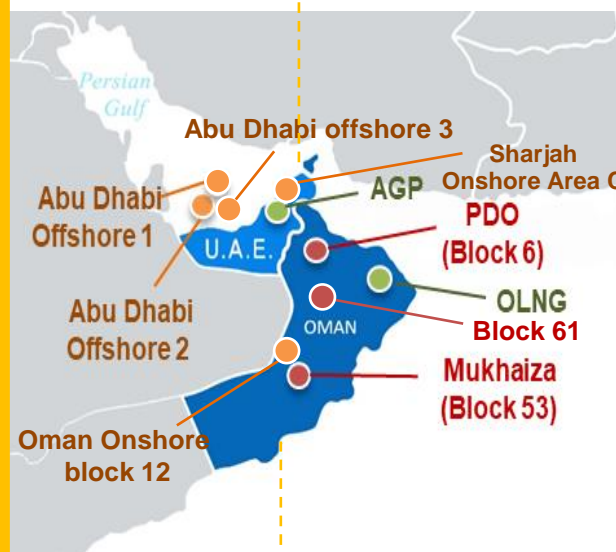 Persian
Gulf
Abu Dhabi offshore 3
Sharjah
Onshore Area C
AGP
Abu Dhabi
Offshore 1
PDO
(Block 6)
U.A.E.
OLNG
Abu Dhabi
Offshore 2
OMAN
Block 61
Mukhaiza
(Block 53)
Oman Onshore
block 12